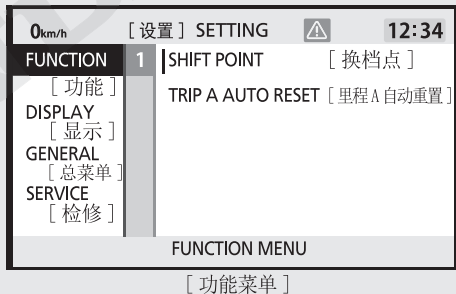 0km/h [设置] SETTING 12:34
FUNCTION 1 SHIFT POINT [换档点]
[功能]
TRIP A AUTO RESET [里程A自动重置]
DISPLAY
[显示]
GENERAL
[总菜单]
SERVICE
[检修]
FUNCTION MENU
[功能菜单]